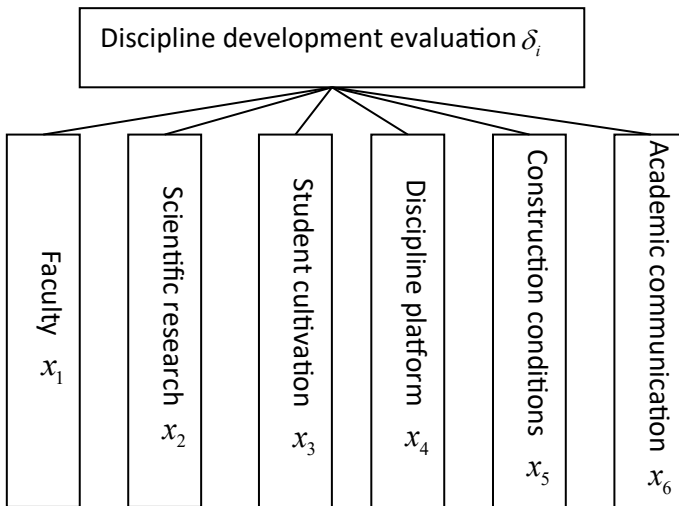 Discipline development evaluation δᵢ
Faculty x₁
Scientific research x₂
Student cultivation x₃
Discipline platform x₄
Construction conditions x₅
Academic communication x₆